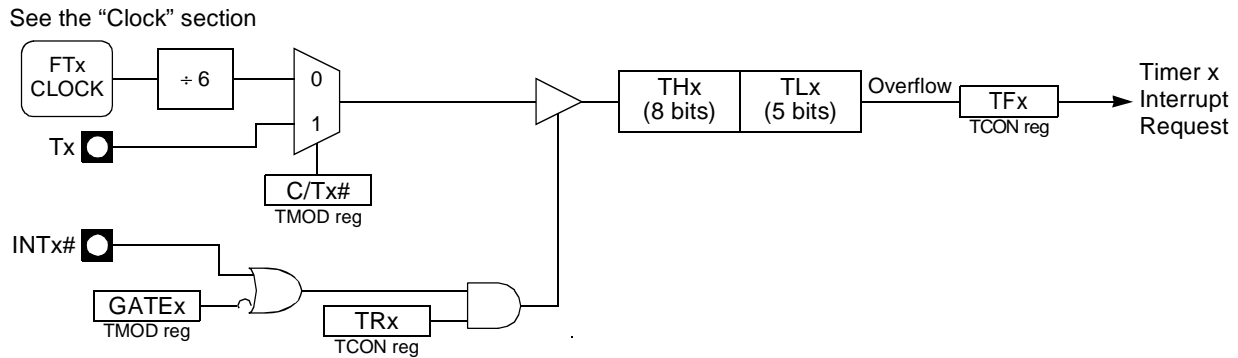 See the “Clock” section
FTx
CLOCK
÷ 6
0
1
Tx
C/Tx#
TMOD reg
THx
(8 bits)
TLx
(5 bits)
Overflow
TFx
TCON reg
Timer x
Interrupt
Request
INTx#
GATEx
TMOD reg
TRx
TCON reg